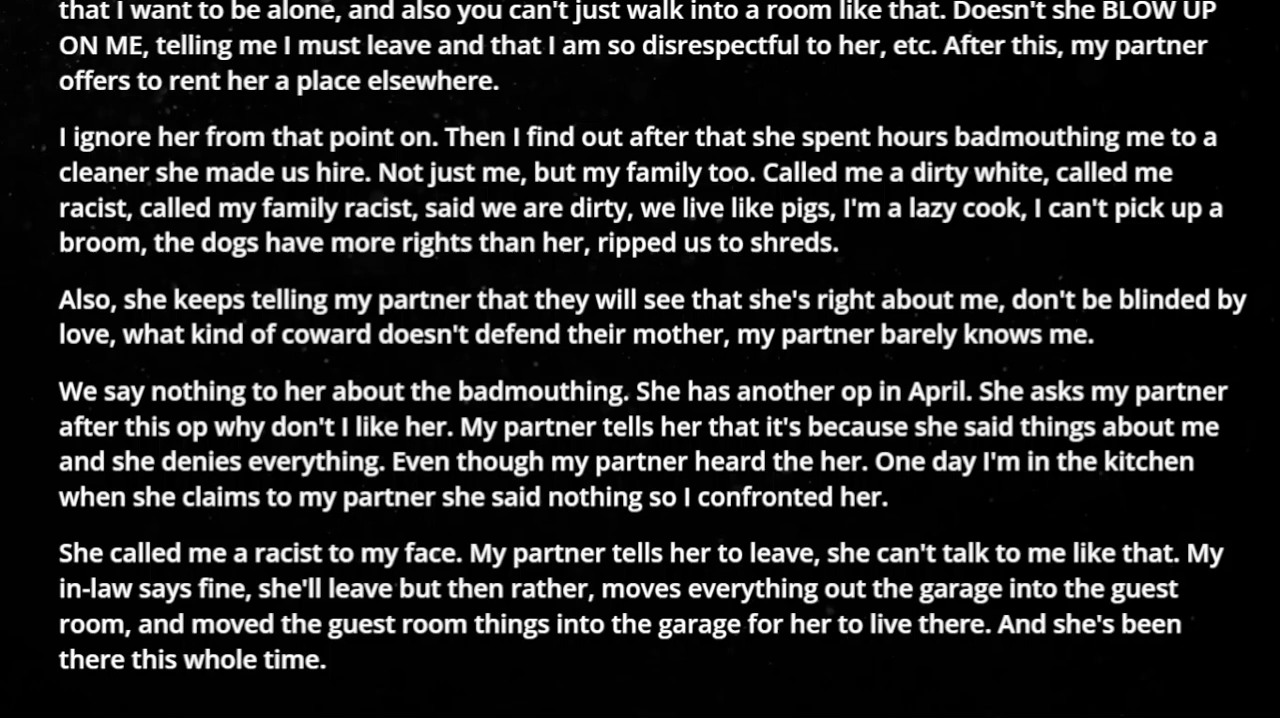 that I want to be alone, and also you can't just walk into a room like that. Doesn't she BLOW UP
ON ME, telling me I must leave and that I am so disrespectful to her, etc. After this, my partner
offers to rent her a place elsewhere.
I ignore her from that point on. Then I find out after that she spent hours badmouthing me to a
cleaner she made us hire. Not just me, but my family too. Called me a dirty white, called me
racist, called my family racist, said we are dirty, we live like pigs, I'm a lazy cook, I can't pick up a
broom, the dogs have more rights than her, ripped us to shreds.
Also, she keeps telling my partner that they will see that she's right about me, don't be blinded by
love, what kind of coward doesn't defend their mother, my partner barely knows me.
We say nothing to her about the badmouthing. She has another op in April. She asks my partner
after this op why don't I like her. My partner tells her that it's because she said things about me
and she denies everything. Even though my partner heard the her. One day I'm in the kitchen
when she claims to my partner she said nothing so I confronted her.
She called me a racist to my face. My partner tells her to leave, she can't talk to me like that. My
in-law says fine, she'll leave but then rather, moves everything out the garage into the guest
room, and moved the guest room things into the garage for her to live there. And she's been
there this whole time.